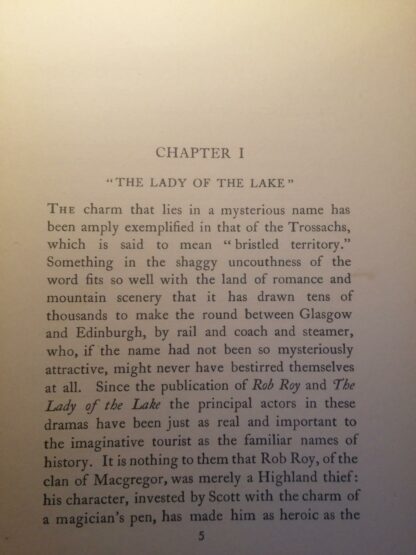 CHAPTER I
"THE LADY OF THE LAKE"
THE charm that lies in a mysterious name has
been amply exemplified in that of the Trossachs,
which is said to mean "bristled territory."
Something in the shaggy uncouthness of the
word fits so well with the land of romance and
mountain scenery that it has drawn tens of
thousands to make the round between Glasgow
and Edinburgh, by rail and coach and steamer,
who, if the name had not been so mysteriously
attractive, might never have bestirred themselves
at all. Since the publication of Rob Roy and The
Lady of the Lake the principal actors in these
dramas have been just as real and important to
the imaginative tourist as the familiar names of
history. It is nothing to them that Rob Roy, of the
clan of Macgregor, was merely a Highland thief:
his character, invested by Scott with the charm of
a magician's pen, has made him as heroic as the
5